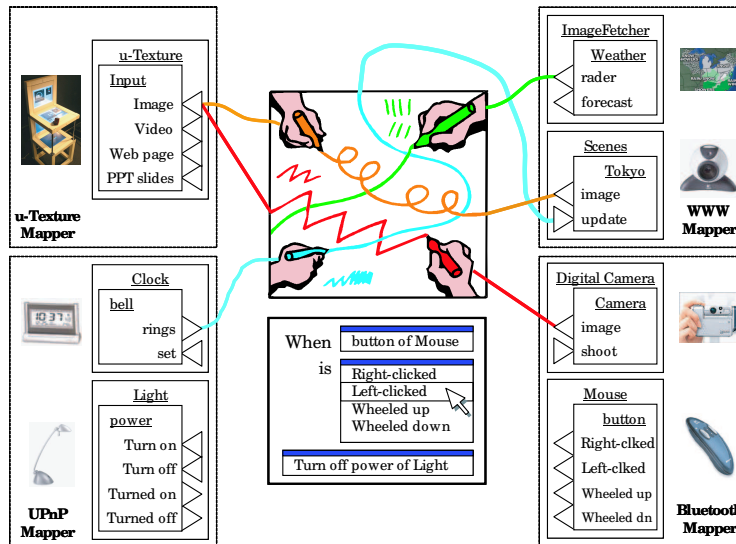 u-Texture
Input
Image
Video
Web page
PPT slides
u-Texture
Mapper
Clock
bell
rings
set
Light
power
Turn on
Turn off
Turned on
Turned off
UPnP
Mapper
When
button of Mouse
is
Right-clicked
Left-clicked
Wheeled up
Wheeled down
Turn off power of Light
ImageFetcher
Weather
rader
forecast
Scenes
Tokyo
image
update
WWW
Mapper
Digital Camera
Camera
image
shoot
Mouse
button
Right-clked
Left-clked
Wheeled up
Wheeled dn
Bluetooth
Mapper